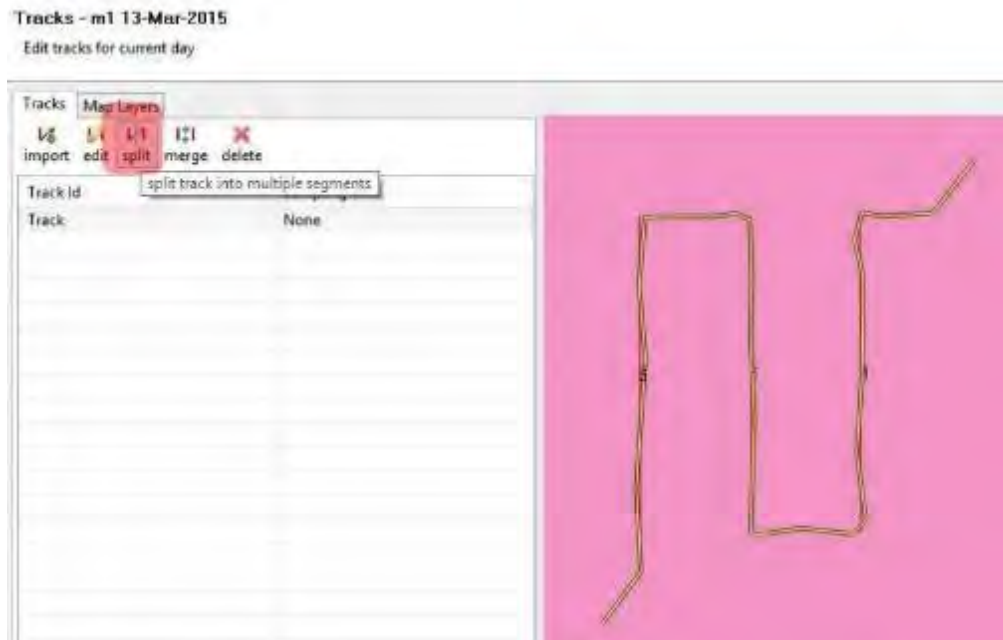 Tracks - m1 13-Mar-2015
Edit tracks for current day
Tracks Map Layers
import edit split merge delete
split track into multiple segments
Track Id
Track None